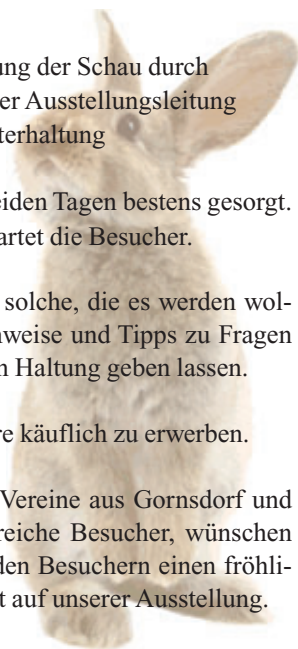 ung der Schau durch
er Ausstellungsleitung
terhaltung
eiden Tagen bestens gesorgt.
artet die Besucher.
solche, die es werden wol-
nweise und Tipps zu Fragen
n Haltung geben lassen.
re käuflich zu erwerben.
Vereine aus Gornsdorf und
reiche Besucher, wünschen
den Besuchern einen fröhli-
t auf unserer Ausstellung.